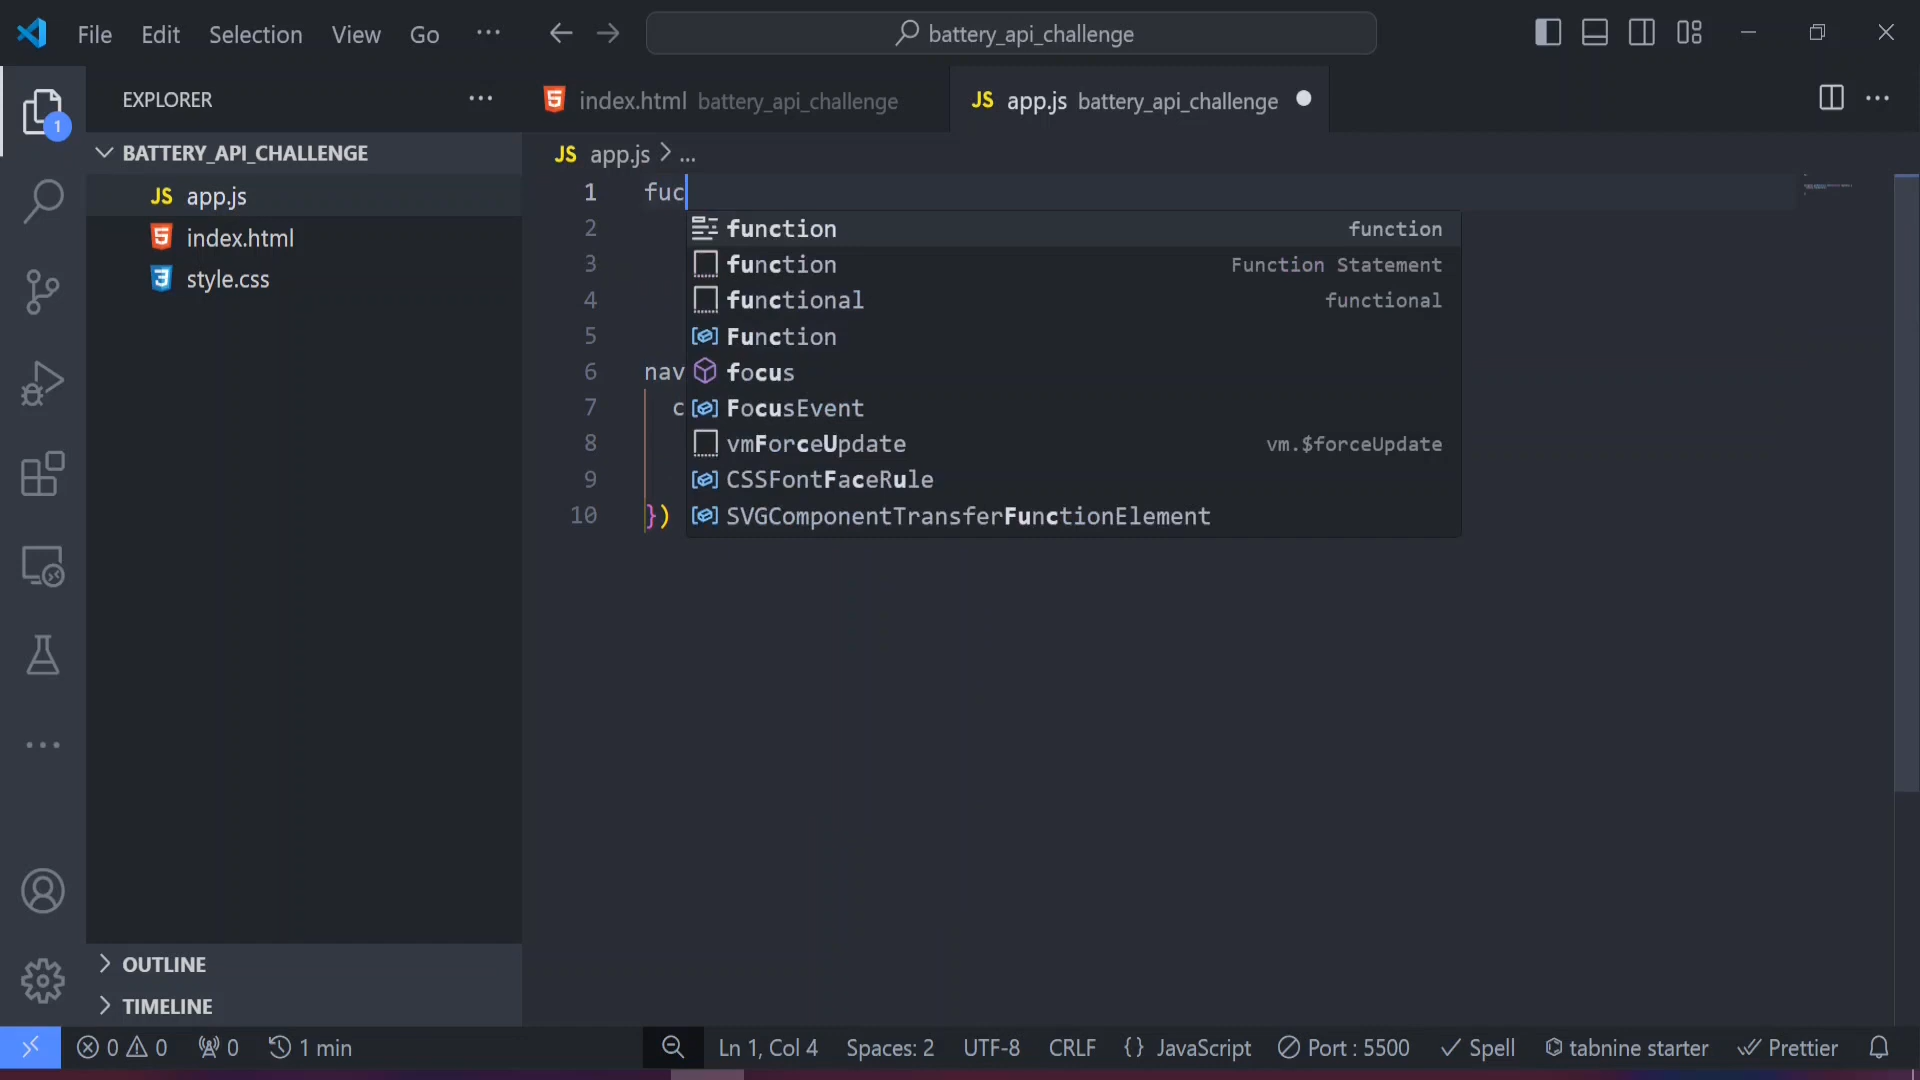 File Edit Selection View Go ··· battery_api_challenge
EXPLORER ···
index.html battery_api_challenge
JS app.js battery_api_challenge
1
BATTERY_API_CHALLENGE
JS app.js
index.html
style.css
JS app.js > ...
1 fuc
2
3
4
5
6 nav
7 c
8
9
10 })
function function
function Function Statement
functional functional
Function
focus
FocusEvent
vmForceUpdate vm.$forceUpdate
CSSFontFaceRule
SVGComponentTransferFunctionElement
OUTLINE
TIMELINE
0 0 0 1 min Ln 1, Col 4 Spaces: 2 UTF-8 CRLF {} JavaScript Port : 5500 Spell tabnine starter Prettier